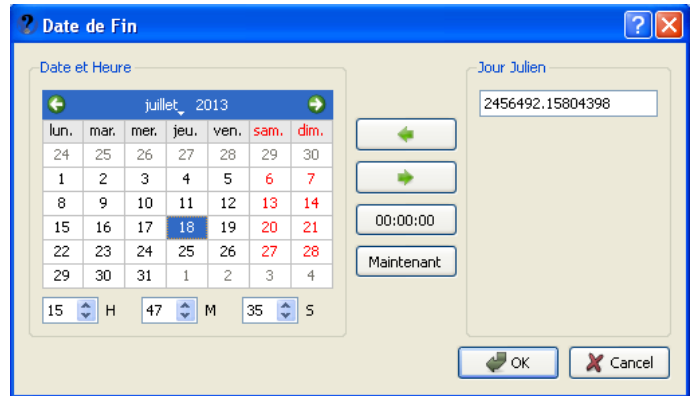 Date de Fin
Date et Heure
juillet 2013
lun. mar. mer. jeu. ven. sam. dim.
24 25 26 27 28 29 30
1 2 3 4 5 6 7
8 9 10 11 12 13 14
15 16 17 18 19 20 21
22 23 24 25 26 27 28
29 30 31 1 2 3 4
15 H 47 M 35 S
00:00:00
Maintenant
Jour Julien
2456492.15804398
OK
Cancel